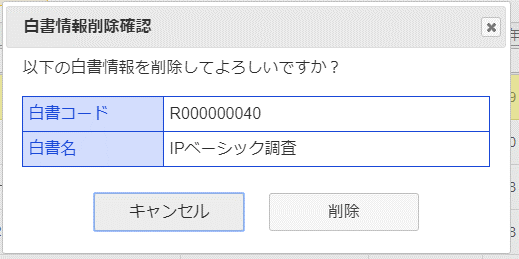 白書情報削除確認
以下の白書情報を削除してよろしいですか？
白書コード R000000040
白書名 IPベーシック調査
キャンセル 削除